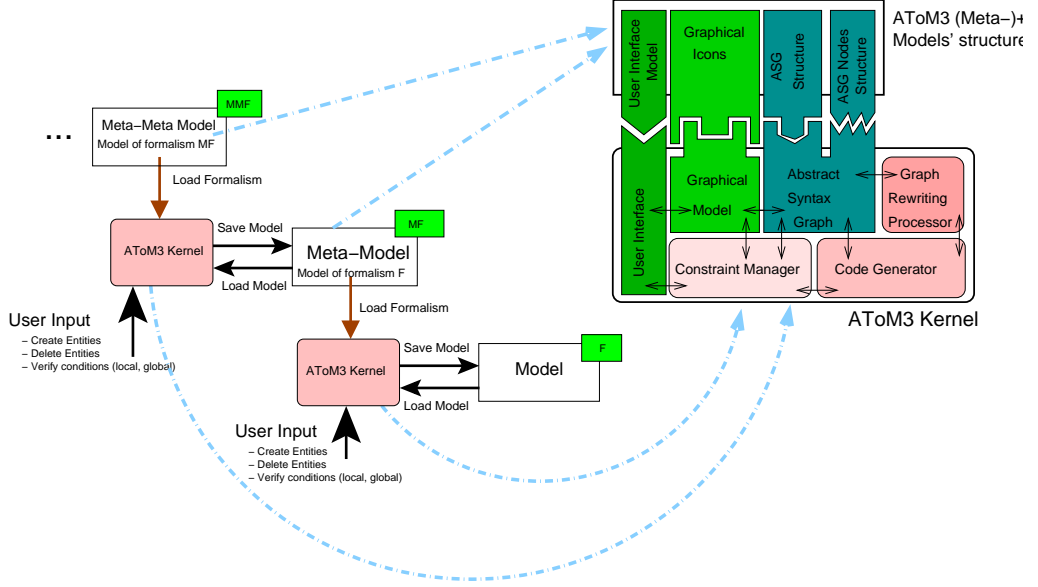 AToM3 (Meta-)+
Models' structure
User Interface
Model
Graphical
Icons
ASG
Structure
ASG Nodes
Structure
MMF
...
Meta-Meta Model
Model of formalism MF
Load Formalism
AToM3 Kernel
Save Model
Load Model
MF
Meta-Model
Model of formalism F
User Input
- Create Entities
- Delete Entities
- Verify conditions (local, global)
Load Formalism
AToM3 Kernel
Save Model
Load Model
F
Model
User Input
- Create Entities
- Delete Entities
- Verify conditions (local, global)
User Interface
Graphical
Model
Abstract
Syntax
Graph
Graph
Rewriting
Processor
Constraint Manager
Code Generator
AToM3 Kernel